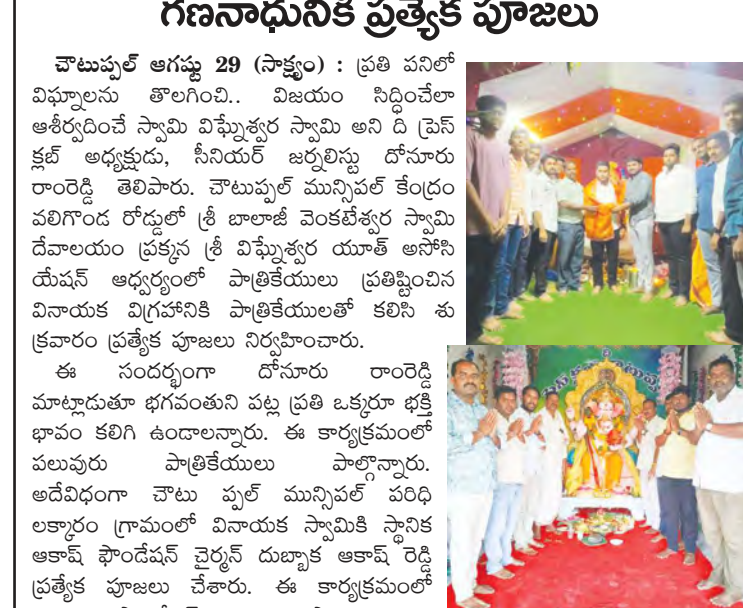 గణనాధునికి ప్రత్యేక పూజలు
చౌటుప్పల్ ఆగష్టు 29 (సాక్ష్యం) : ప్రతి పనిలో
విఘ్నాలను తొలగించి.. విజయం సిద్ధించేలా
ఆశీర్వదించే స్వామి విఘ్నేశ్వర స్వామి అని ది ప్రెస్
క్లబ్ అధ్యక్షుడు, సీనియర్ జర్నలిస్టు దోనూరు
రాంరెడ్డి తెలిపారు. చౌటుప్పల్ మున్సిపల్ కేంద్రం
వలిగొండ రోడ్డులో శ్రీ బాలాజీ వెంకటేశ్వర స్వామి
దేవాలయం ప్రక్కన శ్రీ విఘ్నేశ్వర యూత్ అసోసి
యేషన్ ఆధ్వర్యంలో పాత్రికేయులు ప్రతిష్టించిన
వినాయక విగ్రహానికి పాత్రికేయులతో కలిసి శు
క్రవారం ప్రత్యేక పూజలు నిర్వహించారు.
ఈ సందర్భంగా దోనూరు రాంరెడ్డి
మాట్లాడుతూ భగవంతుని పట్ల ప్రతి ఒక్కరూ భక్తి
భావం కలిగి ఉండాలన్నారు. ఈ కార్యక్రమంలో
పలువురు పాత్రికేయులు పాల్గొన్నారు.
అదేవిధంగా చౌటు ప్పల్ మున్సిపల్ పరిధి
లక్కారం గ్రామంలో వినాయక స్వామికి స్థానిక
ఆకాష్ ఫౌండేషన్ చైర్మన్ దుబ్బాక ఆకాష్ రెడ్డి
ప్రత్యేక పూజలు చేశారు. ఈ కార్యక్రమంలో